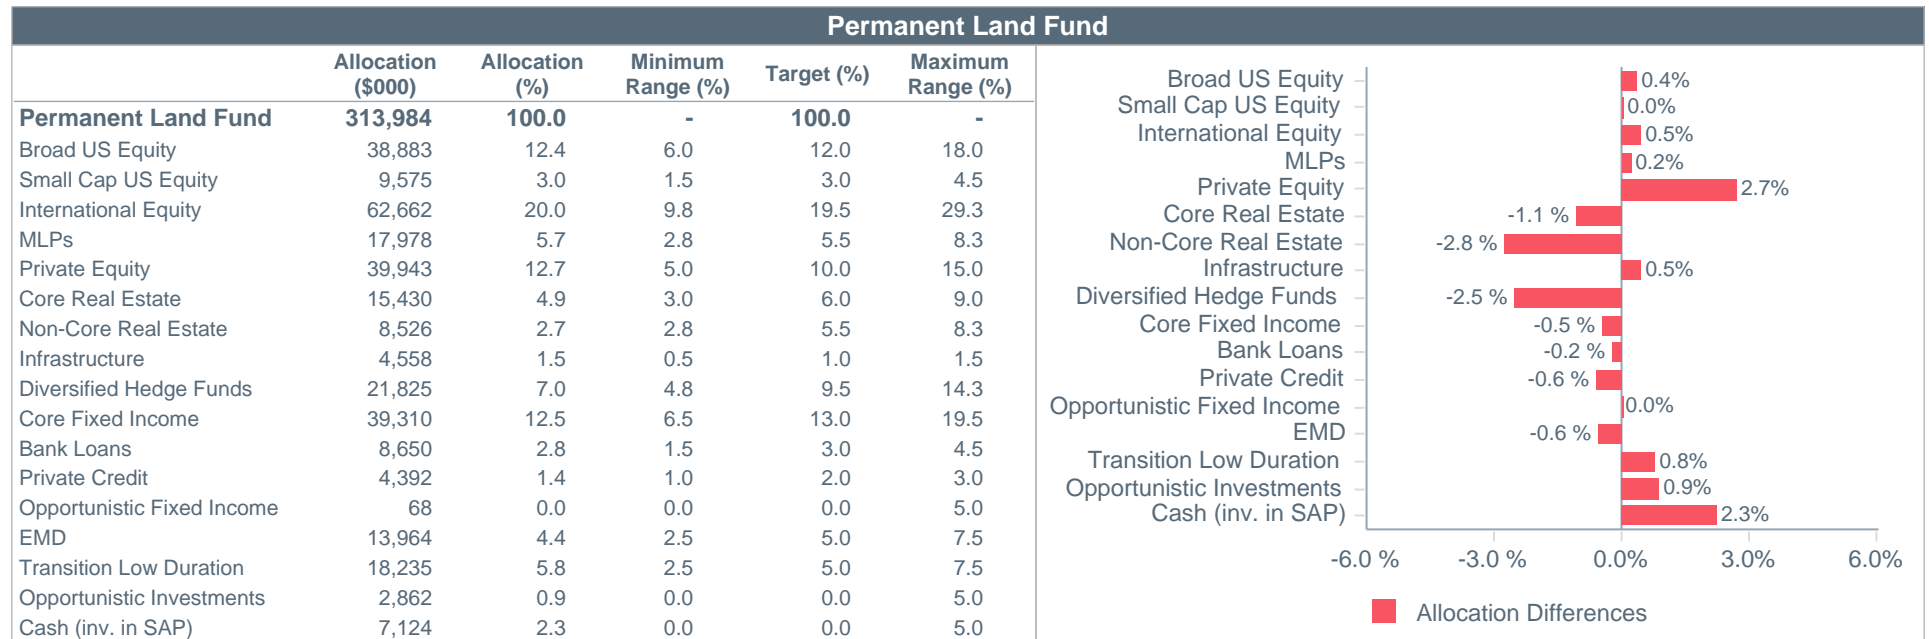 Permanent Land Fund
Allocation ($000) Allocation (%) Minimum Range (%) Target (%) Maximum Range (%)
Permanent Land Fund 313,984 100.0 - 100.0 -
Broad US Equity 38,883 12.4 6.0 12.0 18.0
Small Cap US Equity 9,575 3.0 1.5 3.0 4.5
International Equity 62,662 20.0 9.8 19.5 29.3
MLPs 17,978 5.7 2.8 5.5 8.3
Private Equity 39,943 12.7 5.0 10.0 15.0
Core Real Estate 15,430 4.9 3.0 6.0 9.0
Non-Core Real Estate 8,526 2.7 2.8 5.5 8.3
Infrastructure 4,558 1.5 0.5 1.0 1.5
Diversified Hedge Funds 21,825 7.0 4.8 9.5 14.3
Core Fixed Income 39,310 12.5 6.5 13.0 19.5
Bank Loans 8,650 2.8 1.5 3.0 4.5
Private Credit 4,392 1.4 1.0 2.0 3.0
Opportunistic Fixed Income 68 0.0 0.0 0.0 5.0
EMD 13,964 4.4 2.5 5.0 7.5
Transition Low Duration 18,235 5.8 2.5 5.0 7.5
Opportunistic Investments 2,862 0.9 0.0 0.0 5.0
Cash (inv. in SAP) 7,124 2.3 0.0 0.0 5.0
Broad US Equity 0.4%
Small Cap US Equity 0.0%
International Equity 0.5%
MLPs 0.2%
Private Equity 2.7%
Core Real Estate -1.1 %
Non-Core Real Estate -2.8 %
Infrastructure 0.5%
Diversified Hedge Funds -2.5 %
Core Fixed Income -0.5 %
Bank Loans -0.2 %
Private Credit -0.6 %
Opportunistic Fixed Income 0.0%
EMD -0.6 %
Transition Low Duration 0.8%
Opportunistic Investments 0.9%
Cash (inv. in SAP) 2.3%
-6.0 % -3.0 % 0.0% 3.0% 6.0%
Allocation Differences